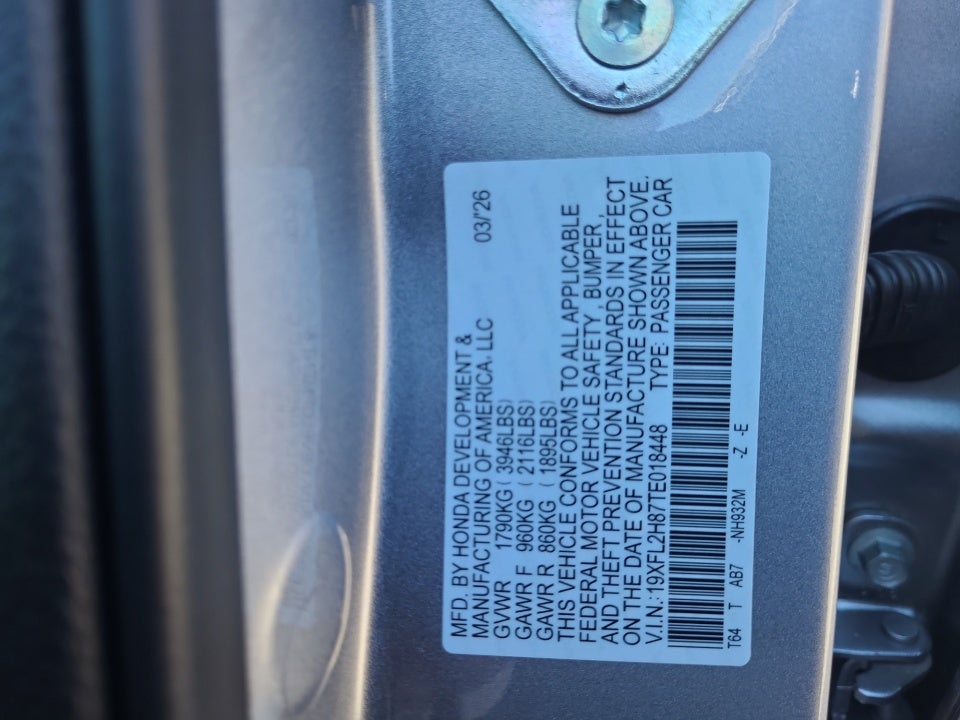 MFD. BY HONDA DEVELOPMENT &
MANUFACTURING OF AMERICA. LLC 03/'26
GVWR 1790KG ( 3946LBS)
GAWR F 960KG ( 2116LBS)
GAWR R 860KG ( 1895LBS)
THIS VEHICLE CONFORMS TO ALL APPLICABLE
FEDERAL MOTOR VEHICLE SAFETY, BUMPER,
AND THEFT PREVENTION STANDARDS IN EFFECT
ON THE DATE OF MANUFACTURE SHOWN ABOVE.
V.I.N.:19XFL2H87TE018448 TYPE: PASSENGER CAR
T64 T AB7 -NH932M -Z -E